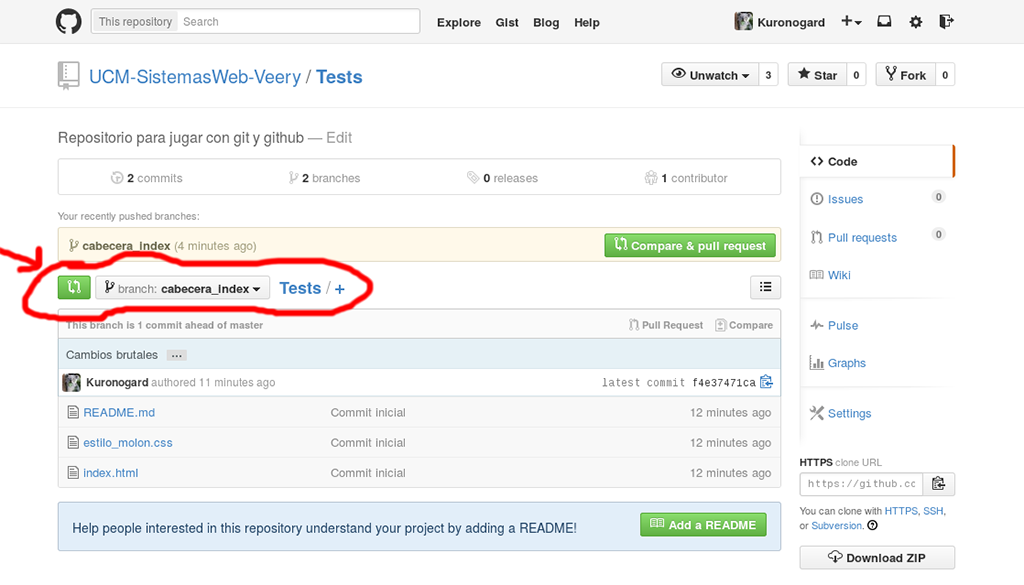 This repository Search Explore Gist Blog Help Kuronogard
UCM-SistemasWeb-Veery / Tests Unwatch 3 Star 0 Fork 0
Repositorio para jugar con git y github — Edit
2 commits 2 branches 0 releases 1 contributor
Your recently pushed branches:
cabecera_index (4 minutes ago) Compare & pull request
branch: cabecera_index Tests / +
This branch is 1 commit ahead of master Pull Request Compare
Cambios brutales ...
Kuronogard authored 11 minutes ago latest commit f4e37471ca
README.md Commit inicial 12 minutes ago
estilo_molon.css Commit inicial 12 minutes ago
index.html Commit inicial 12 minutes ago
Help people interested in this repository understand your project by adding a README! Add a README
Code
Issues 0
Pull requests 0
Wiki
Pulse
Graphs
Settings
HTTPS clone URL
https://github.cc
You can clone with HTTPS, SSH,
or Subversion.
Download ZIP